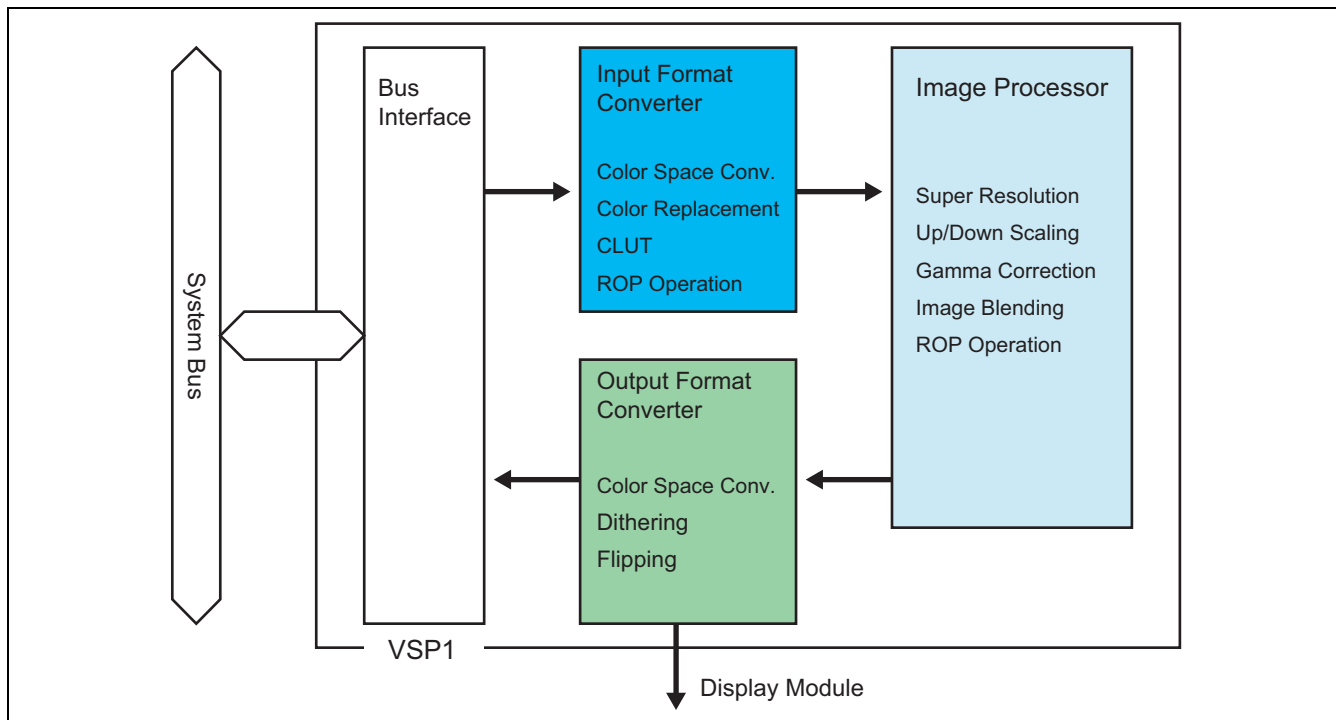 System Bus
Bus
Interface
VSP1
Input Format
Converter
Color Space Conv.
Color Replacement
CLUT
ROP Operation
Image Processor
Super Resolution
Up/Down Scaling
Gamma Correction
Image Blending
ROP Operation
Output Format
Converter
Color Space Conv.
Dithering
Flipping
Display Module